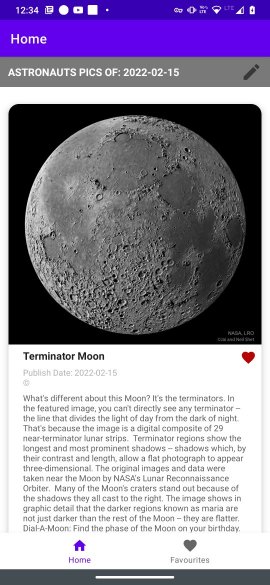 12:34
LTE
Home
ASTRONAUTS PICS OF: 2022-02-15
NASA, LRO
Terminator Moon
Publish Date: 2022-02-15
©
What's different about this Moon? It's the terminators. In
the featured image, you can't directly see any terminator --
the line that divides the light of day from the dark of night.
That's because the image is a digital composite of 29
near-terminator lunar strips.  Terminator regions show the
longest and most prominent shadows -- shadows which, by
their contrast and length, allow a flat photograph to appear
three-dimensional. The original images and data were
taken near the Moon by NASA's Lunar Reconnaissance
Orbiter.  Many of the Moon's craters stand out because of
the shadows they all cast to the right. The image shows in
graphic detail that the darker regions known as maria are
not just darker than the rest of the Moon -- they are flatter.
Dial-A-Moon: Find the phase of the Moon on your birthday,
Home
Favourites